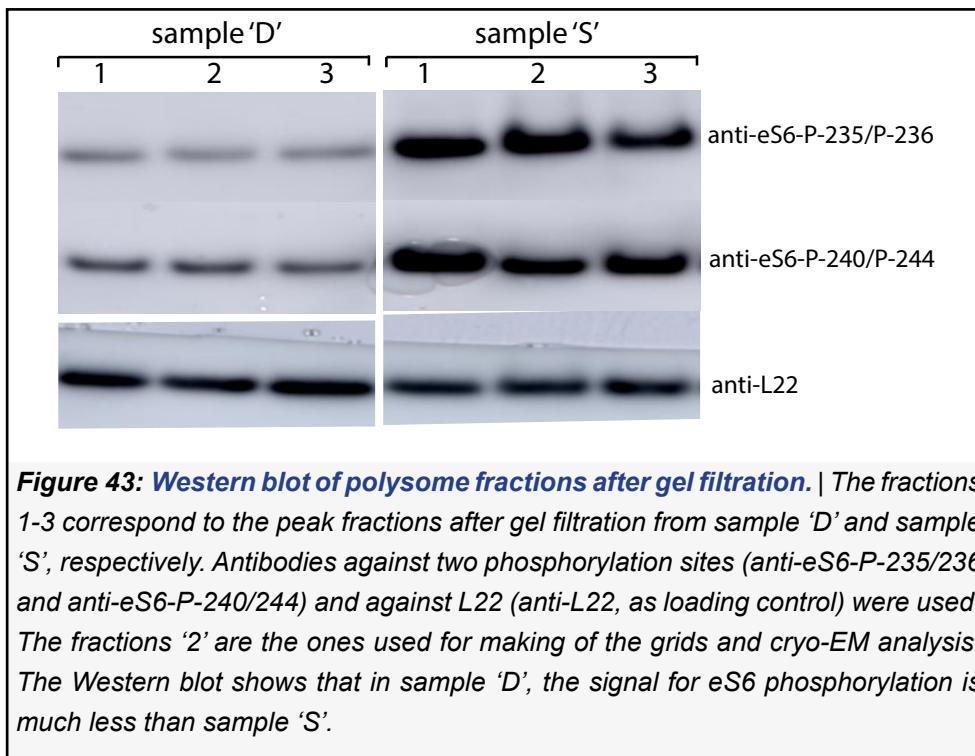 sample ‘D’ sample ‘S’
1 2 3 1 2 3
anti-eS6-P-235/P-236
anti-eS6-P-240/P-244
anti-L22
Figure 43: Western blot of polysome fractions after gel filtration. | The fractions
1-3 correspond to the peak fractions after gel filtration from sample ‘D’ and sample
‘S’, respectively. Antibodies against two phosphorylation sites (anti-eS6-P-235/236
and anti-eS6-P-240/244) and against L22 (anti-L22, as loading control) were used
The fractions ‘2’ are the ones used for making of the grids and cryo-EM analysis
The Western blot shows that in sample ‘D’, the signal for eS6 phosphorylation is
much less than sample ‘S’.